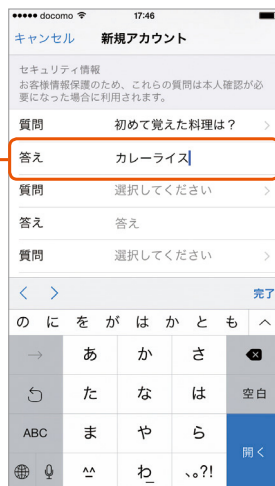 docomo 17:46
キャンセル 新規アカウント
セキュリティ情報
お客様情報保護のため、これらの質問は本人確認が必
要になった場合に利用されます。
質問 初めて覚えた料理は？
答え カレーライス
質問 選択してください
答え 答え
質問 選択してください
完了
の に を が は か と も
→ あ か さ
た な は 空白
ABC ま や ら
^^ わ 、。?!
開く